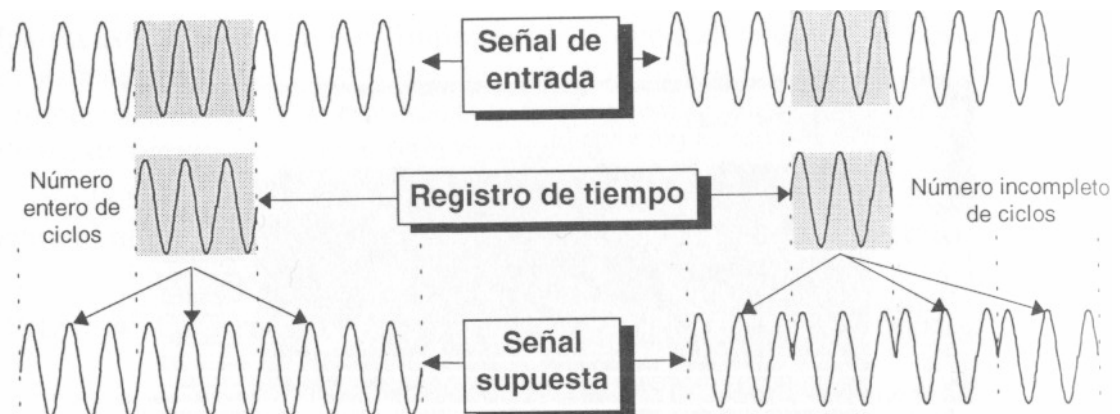 Señal de
entrada
Número
entero de
ciclos
Registro de tiempo
Número incompleto
de ciclos
Señal
supuesta